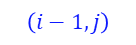 (i − 1, j)